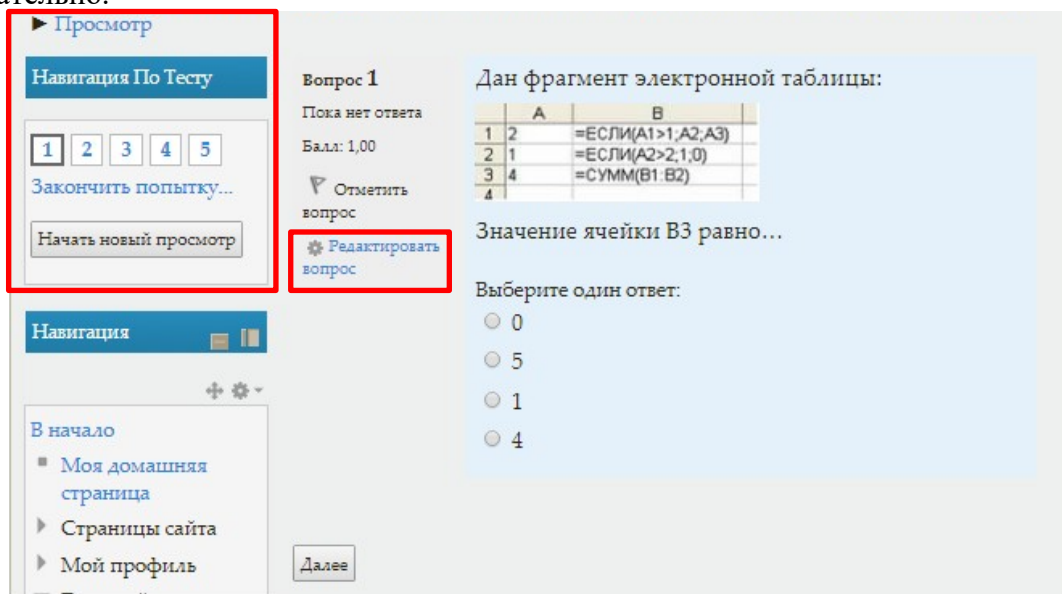 ательно.
Просмотр
Навигация По Тесту
1 2 3 4 5
Закончить попытку...
Начать новый просмотр
Навигация
В начало
Моя домашняя
страница
Страницы сайта
Мой профиль
Вопрос 1
Пока нет ответа
Балл: 1,00
Отметить
вопрос
Редактировать
вопрос
Дан фрагмент электронной таблицы:
A B
1 2 =ЕСЛИ(A1>1;A2;A3)
2 1 =ЕСЛИ(A2>2;1;0)
3 4 =СУММ(B1:B2)
4
Значение ячейки B3 равно...
Выберите один ответ:
0
5
1
4
Далее